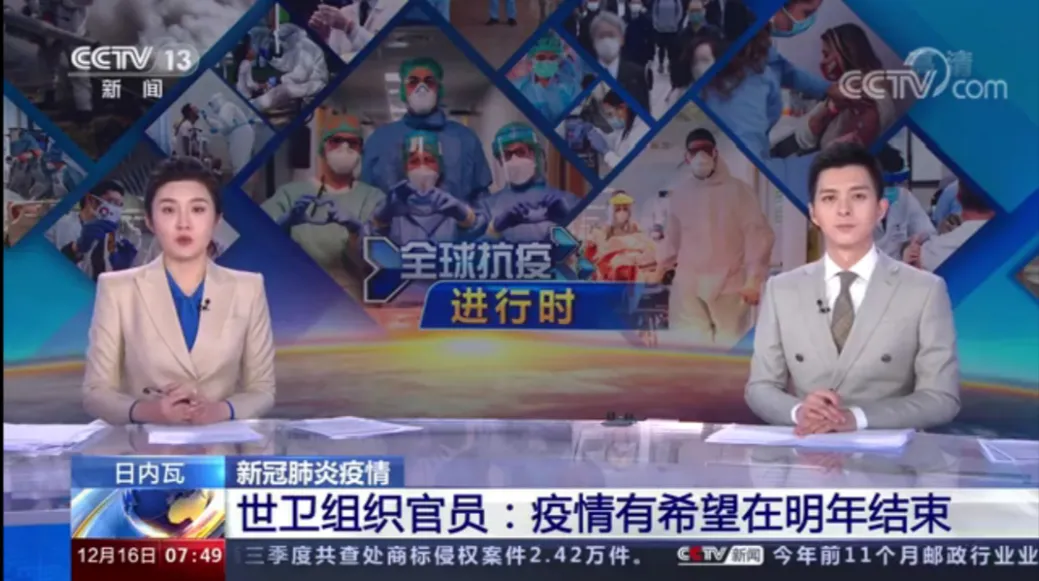 CCTV 13
新闻
高清
CCTV.com
全球抗疫
进行时
日内瓦
新冠肺炎疫情
世卫组织官员：疫情有希望在明年结束
12月16日 07:49
三季度共查处商标侵权案件2.42万件。 CCTV新闻 今年前11个月邮政行业业